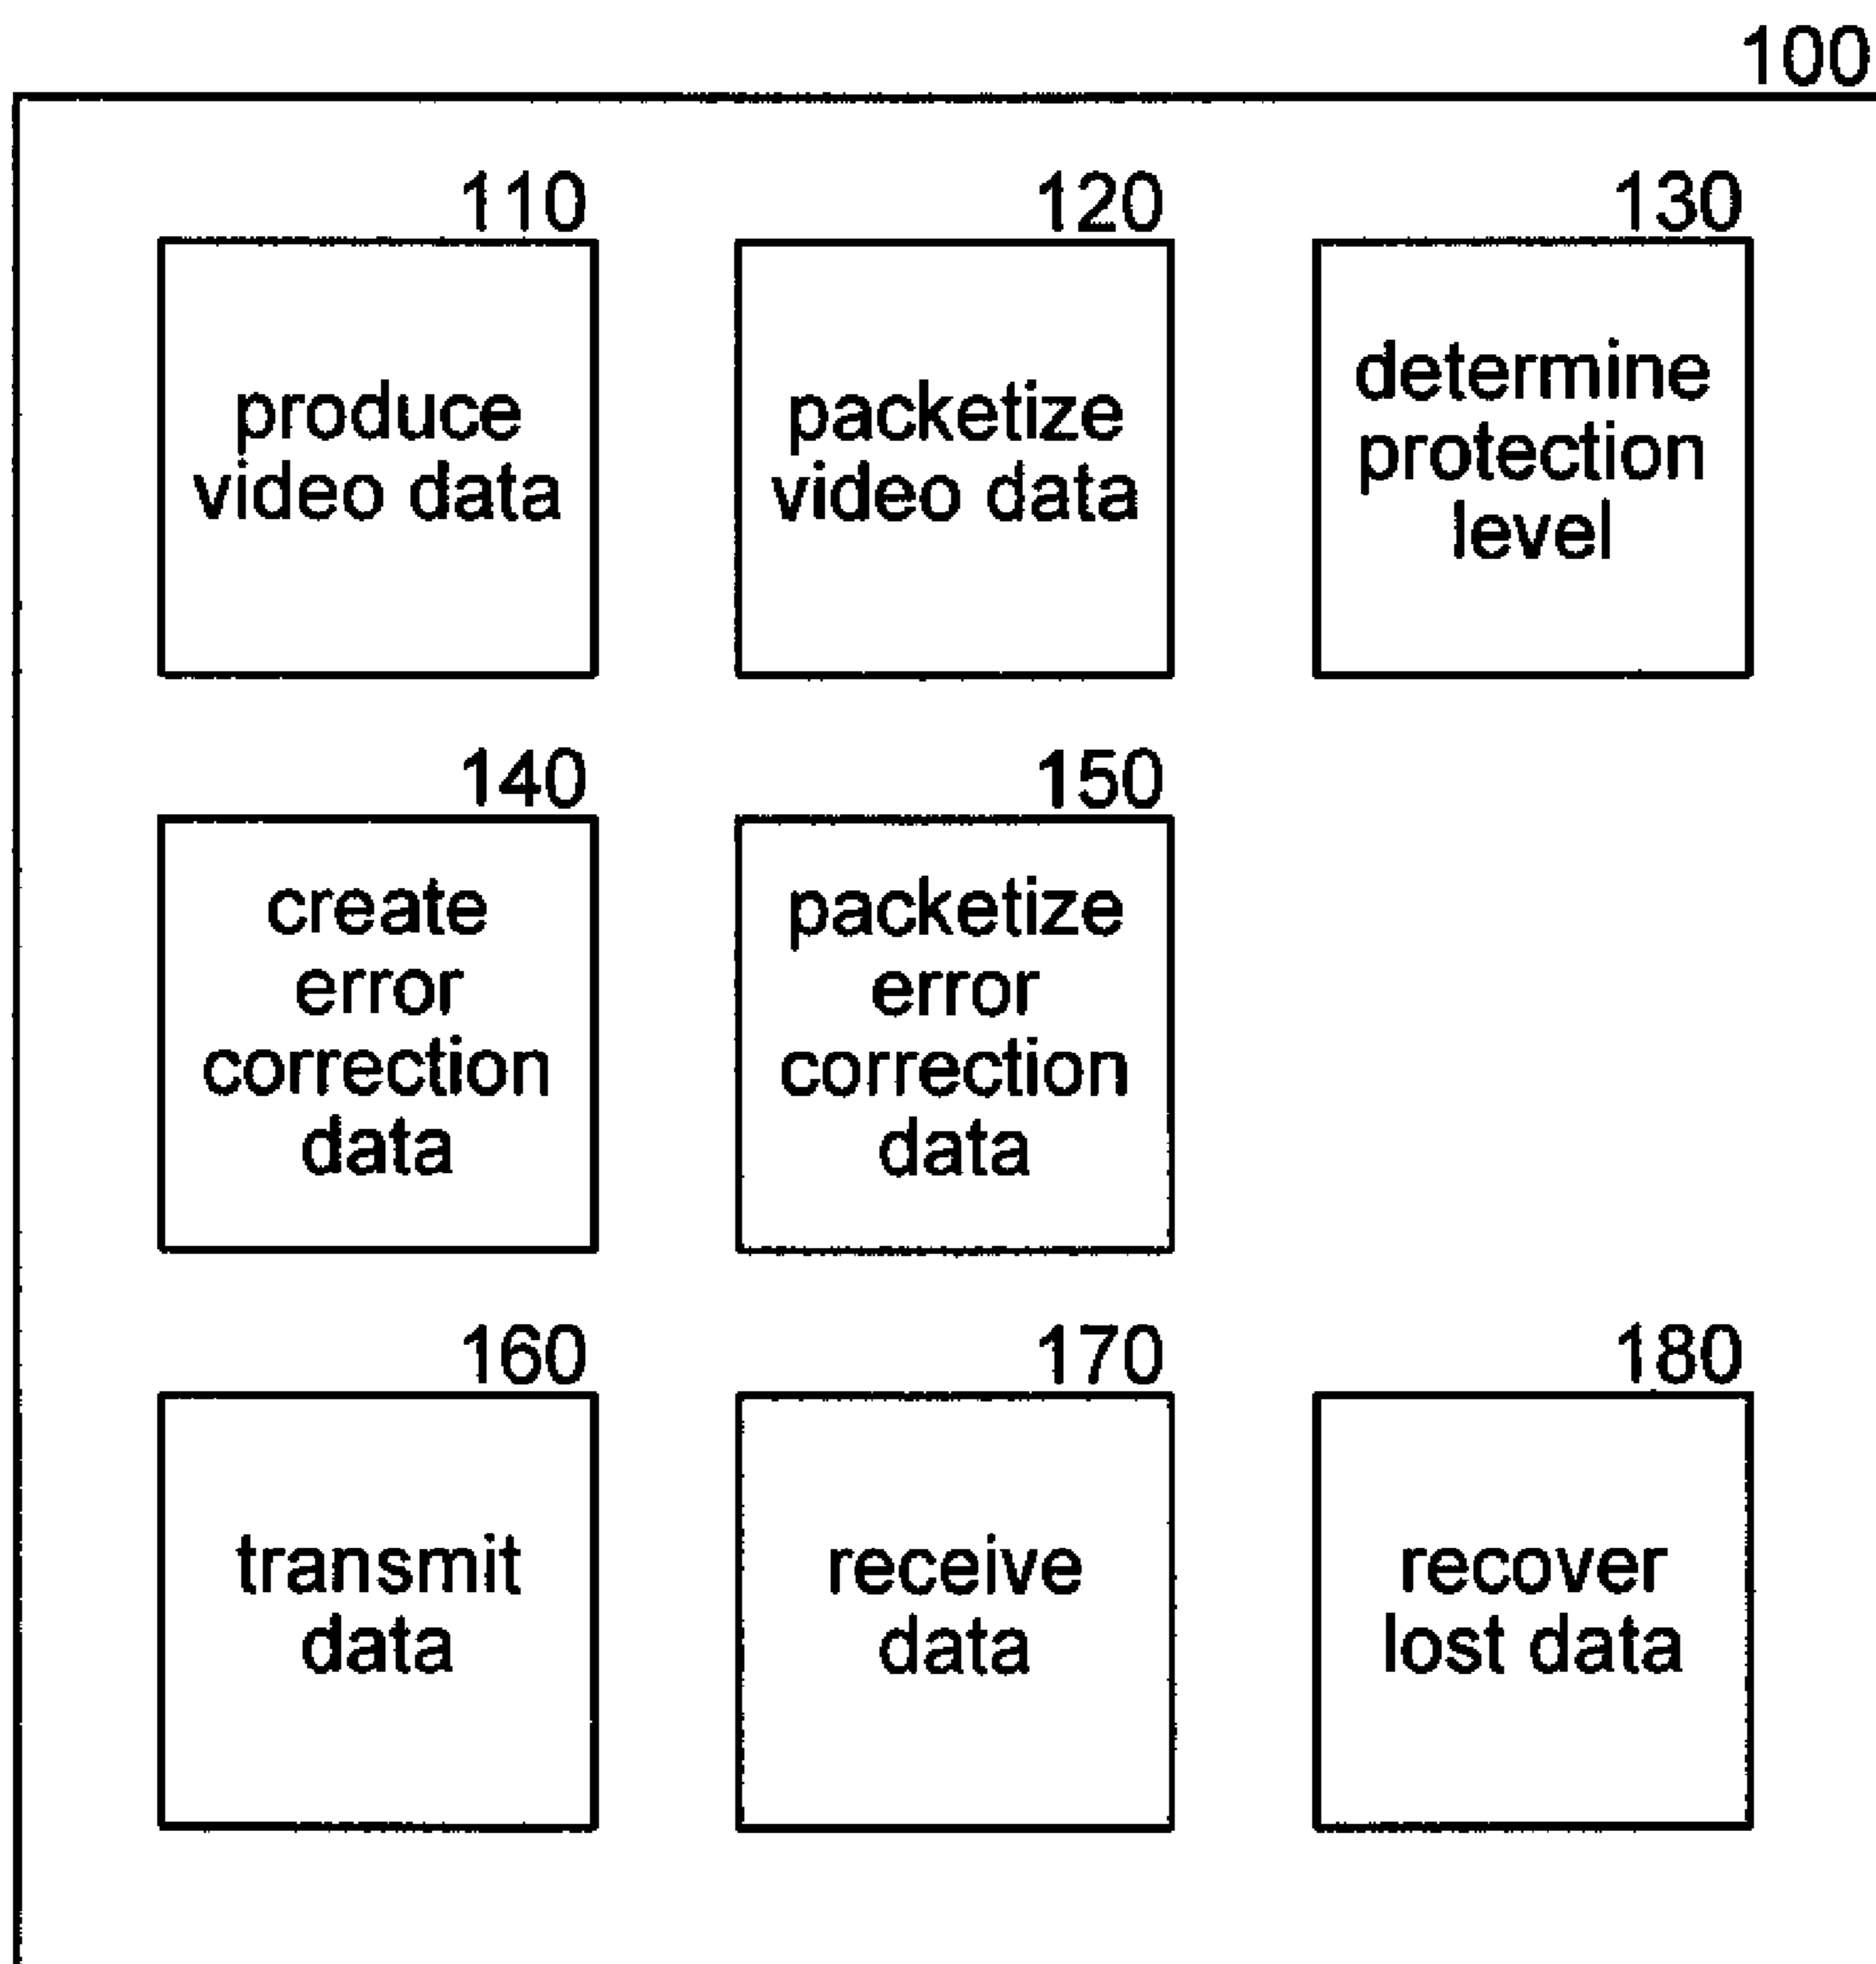 100
110
produce
video data
120
packetize
video data
130
determine
protection
level
140
create
error
correction
data
150
packetize
error
correction
data
160
transmit
data
170
receive
data
180
recover
lost data